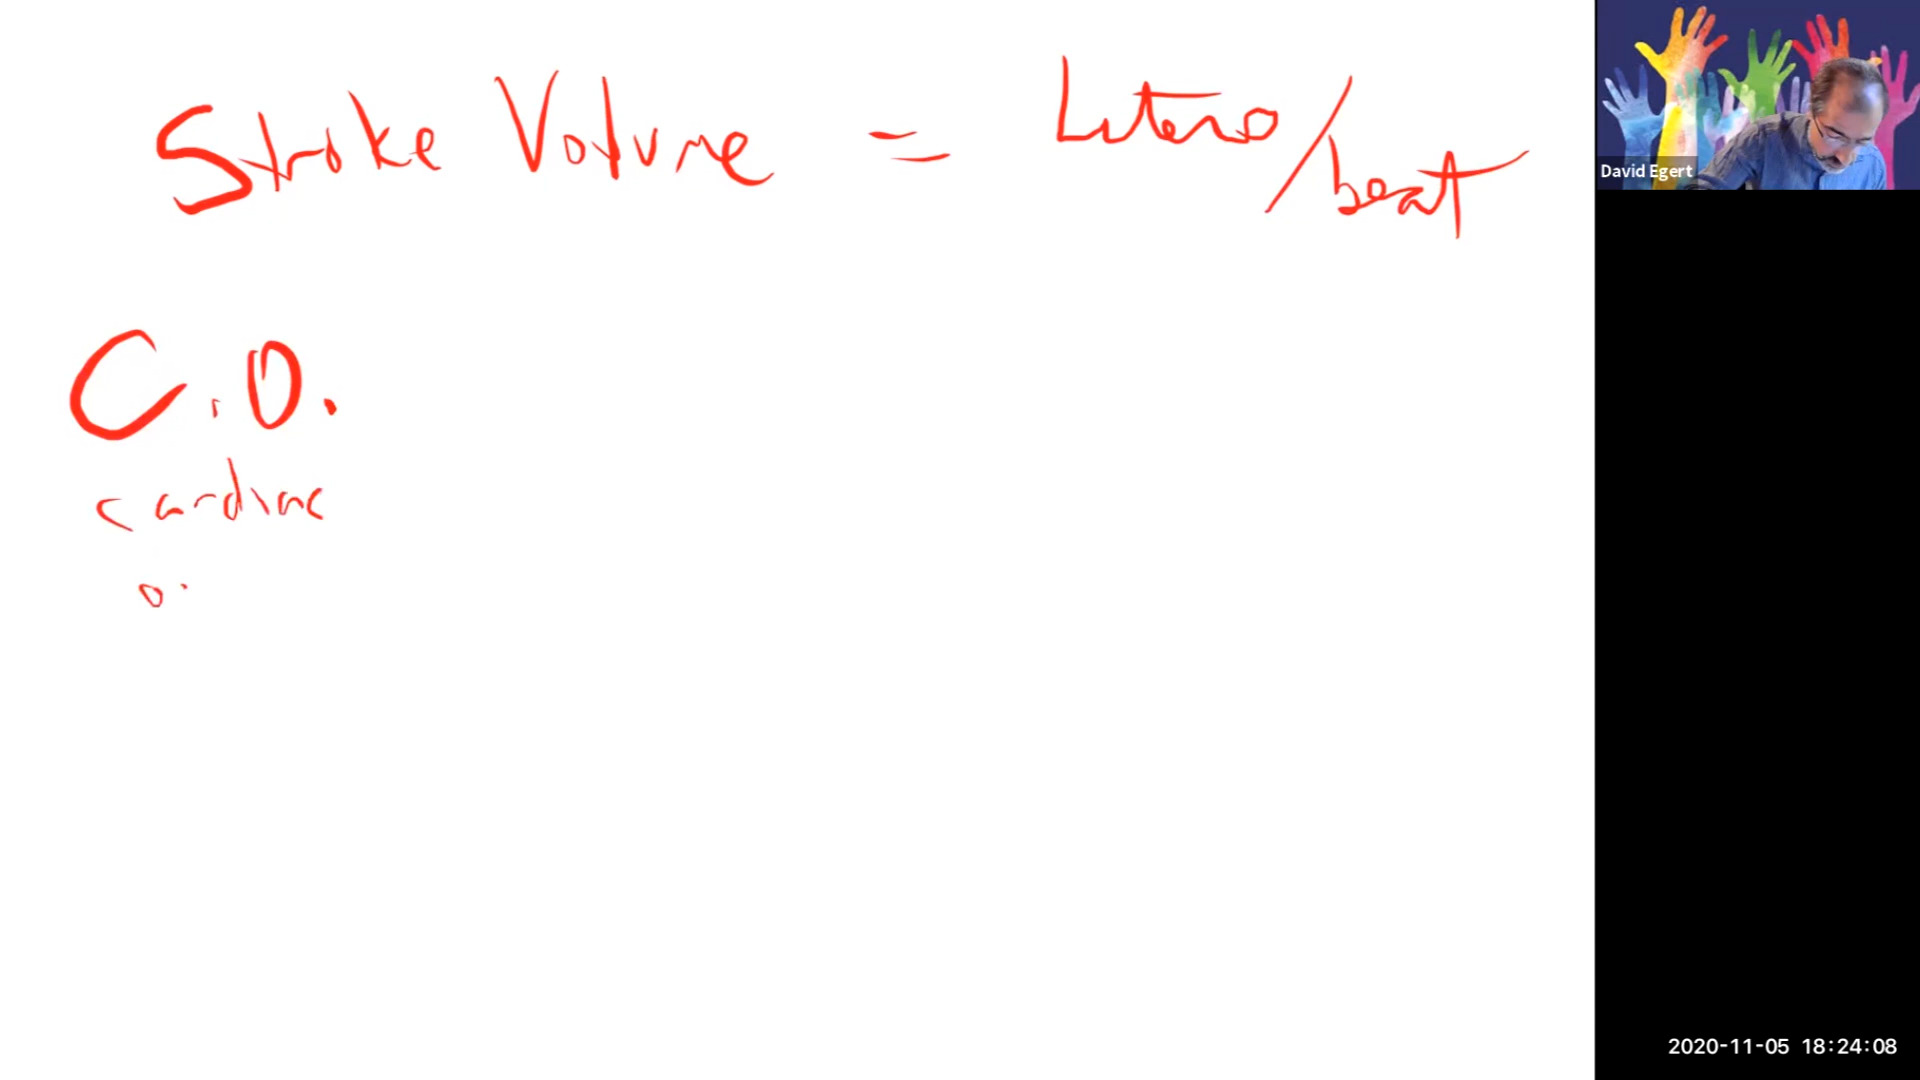 Stroke Volume = Liters/beat
C.O.
cardiac
o
David Egert
2020-11-05 18:24:08